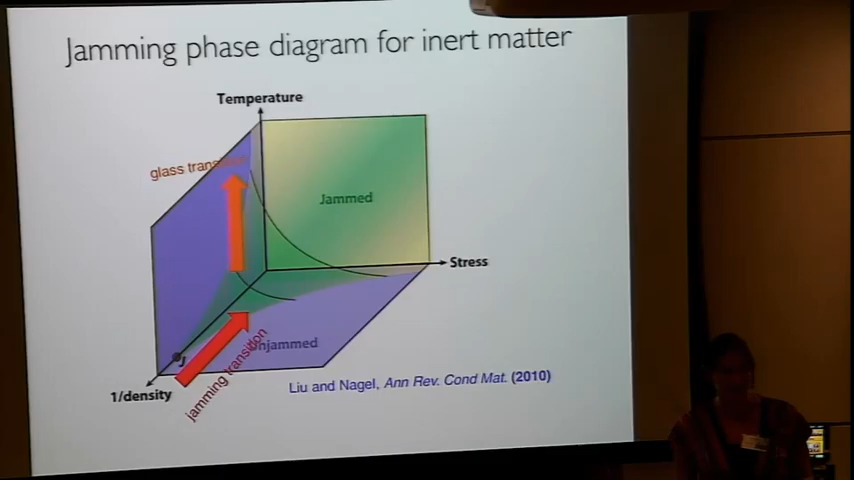 Jamming phase diagram for inert matter
Temperature
glass transition
Jammed
Stress
J
Unjammed
jamming transition
1/density
Liu and Nagel, Ann Rev. Cond Mat. (2010)